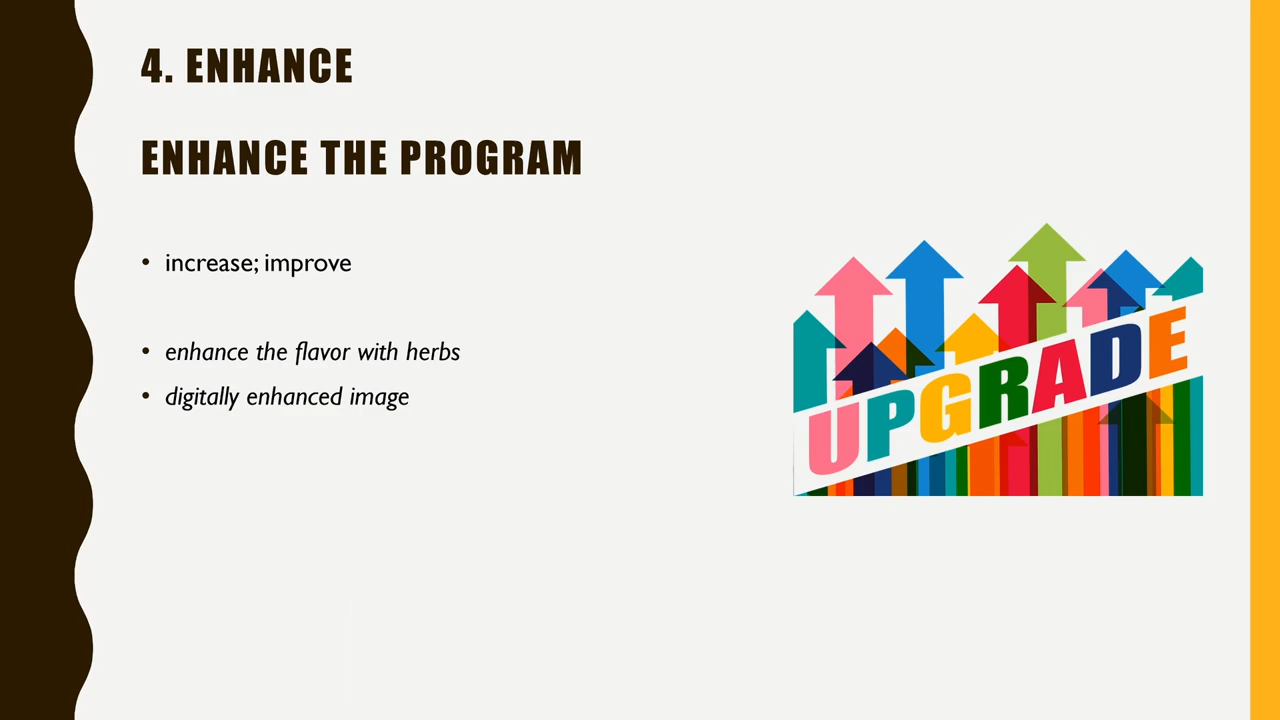 4. ENHANCE
ENHANCE THE PROGRAM
• increase; improve
• enhance the flavor with herbs
• digitally enhanced image
UPGRADE